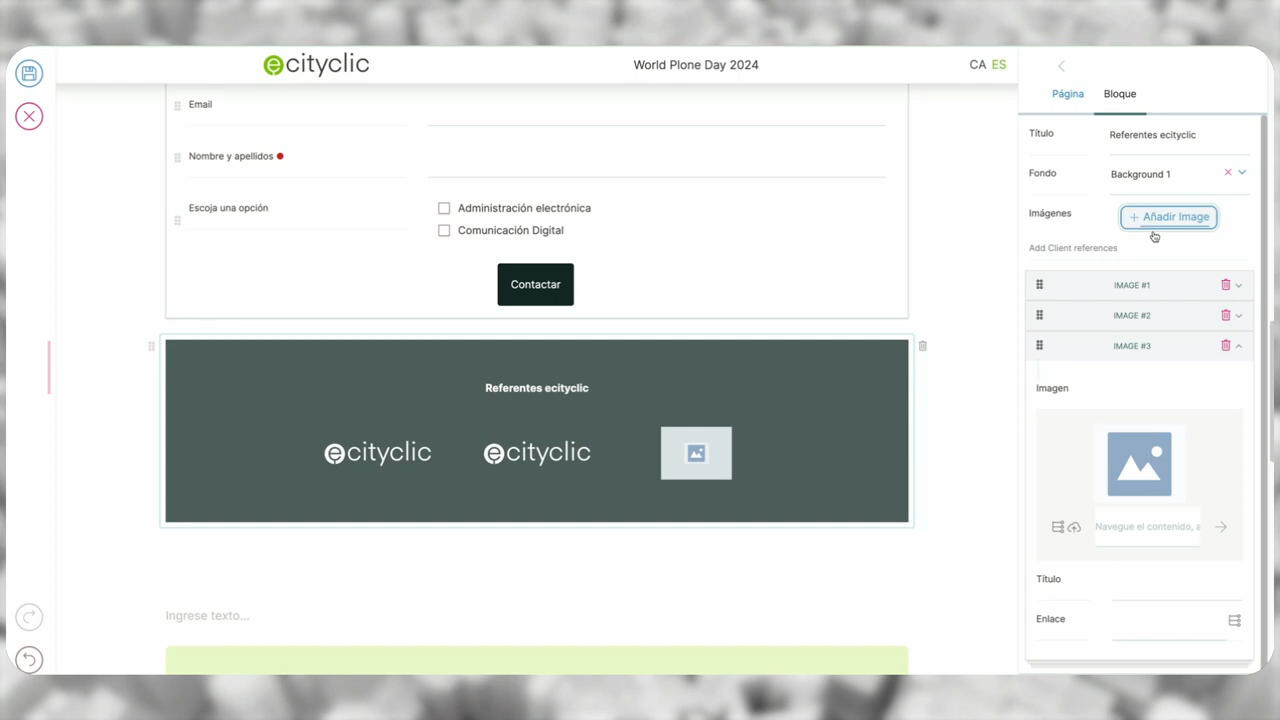 ecityclic
World Plone Day 2024
CA ES
Página
Bloque
Email
Nombre y apellidos
Escoja una opción
Administración electrónica
Comunicación Digital
Contactar
Referentes ecityclic
ecityclic
ecityclic
Ingrese texto...
Título
Referentes ecityclic
Fondo
Background 1
Imágenes
+ Añadir Image
Add Client references
IMAGE #1
IMAGE #2
IMAGE #3
Imagen
Navegue el contenido, a
Título
Enlace